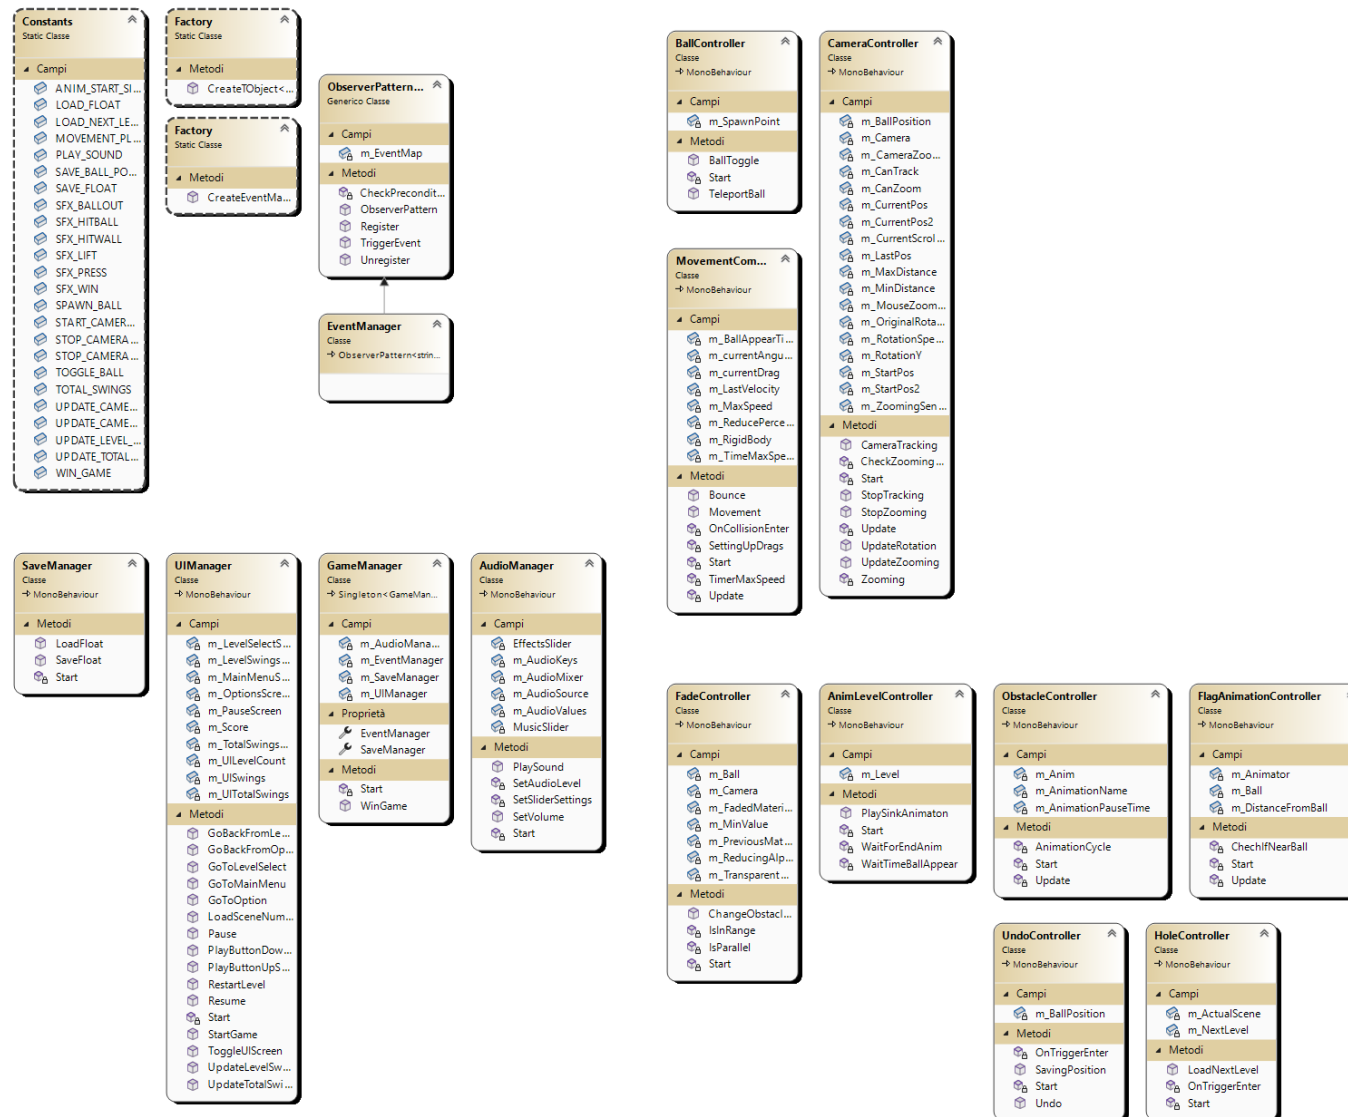 Constants
Static Classe
Campi
ANIM_START_SI...
LOAD_FLOAT
LOAD_NEXT_LE...
MOVEMENT_PL...
PLAY_SOUND
SAVE_BALL_PO...
SAVE_FLOAT
SFX_BALLOUT
SFX_HITBALL
SFX_HITWALL
SFX_LIFT
SFX_PRESS
SFX_WIN
SPAWN_BALL
START_CAMER...
STOP_CAMERA...
STOP_CAMERA...
TOGGLE_BALL
TOTAL_SWINGS
UPDATE_CAME...
UPDATE_CAME...
UPDATE_LEVEL_...
UPDATE_TOTAL...
WIN_GAME
Factory
Static Classe
Metodi
CreateTObject<...
Factory
Static Classe
Metodi
CreateEventMa...
ObserverPattern...
Generico Classe
Campi
m_EventMap
Metodi
CheckPrecondit...
ObserverPattern
Register
TriggerEvent
Unregister
EventManager
Classe
ObserverPattern<strin...
BallController
Classe
MonoBehaviour
Campi
m_SpawnPoint
Metodi
BallToggle
Start
TeleportBall
MovementCom...
Classe
MonoBehaviour
Campi
m_BallAppearTi...
m_currentAngu...
m_currentDrag
m_LastVelocity
m_MaxSpeed
m_ReducePerce...
m_RigidBody
m_TimeMaxSpe...
Metodi
Bounce
Movement
OnCollisionEnter
SettingUpDrags
Start
TimerMaxSpeed
Update
CameraController
Classe
MonoBehaviour
Campi
m_BallPosition
m_Camera
m_CameraZoo...
m_CanTrack
m_CanZoom
m_CurrentPos
m_CurrentPos2
m_CurrentScrol...
m_LastPos
m_MaxDistance
m_MinDistance
m_MouseZoom...
m_OriginalRota...
m_RotationSpe...
m_RotationY
m_StartPos
m_StartPos2
m_ZoomingSen...
Metodi
CameraTracking
CheckZooming...
Start
StopTracking
StopZooming
Update
UpdateRotation
UpdateZooming
Zooming
SaveManager
Classe
MonoBehaviour
Metodi
LoadFloat
SaveFloat
Start
UIManager
Classe
MonoBehaviour
Campi
m_LevelSelectS...
m_LevelSwings...
m_MainMenuS...
m_OptionsScre...
m_PauseScreen
m_Score
m_TotalSwings...
m_UILevelCount
m_UISwings
m_UITotalSwings
Metodi
GoBackFromLe...
GoBackFromOp...
GoToLevelSelect
GoToMainMenu
GoToOption
LoadSceneNum...
Pause
PlayButtonDow...
PlayButtonUpS...
RestartLevel
Resume
Start
StartGame
ToggleUIScreen
UpdateLevelSw...
UpdateTotalSwi...
GameManager
Classe
Singleton<GameMan...
Campi
m_AudioMana...
m_EventManager
m_SaveManager
m_UIManager
Proprietà
EventManager
SaveManager
Metodi
Start
WinGame
AudioManager
Classe
MonoBehaviour
Campi
EffectsSlider
m_AudioKeys
m_AudioMixer
m_AudioSource
m_AudioValues
MusicSlider
Metodi
PlaySound
SetAudioLevel
SetSliderSettings
SetVolume
Start
FadeController
Classe
MonoBehaviour
Campi
m_Ball
m_Camera
m_FadedMateri...
m_MinValue
m_PreviousMat...
m_ReducingAlp...
m_Transparent...
Metodi
ChangeObstacl...
IsInRange
IsParallel
Start
AnimLevelController
Classe
MonoBehaviour
Campi
m_Level
Metodi
PlaySinkAnimaton
Start
WaitForEndAnim
WaitTimeBallAppear
ObstacleController
Classe
MonoBehaviour
Campi
m_Anim
m_AnimationName
m_AnimationPauseTime
Metodi
AnimationCycle
Start
Update
FlagAnimationController
Classe
MonoBehaviour
Campi
m_Animator
m_Ball
m_DistanceFromBall
Metodi
ChechIfNearBall
Start
Update
UndoController
Classe
MonoBehaviour
Campi
m_BallPosition
Metodi
OnTriggerEnter
SavingPosition
Start
Undo
HoleController
Classe
MonoBehaviour
Campi
m_ActualScene
m_NextLevel
Metodi
LoadNextLevel
OnTriggerEnter
Start